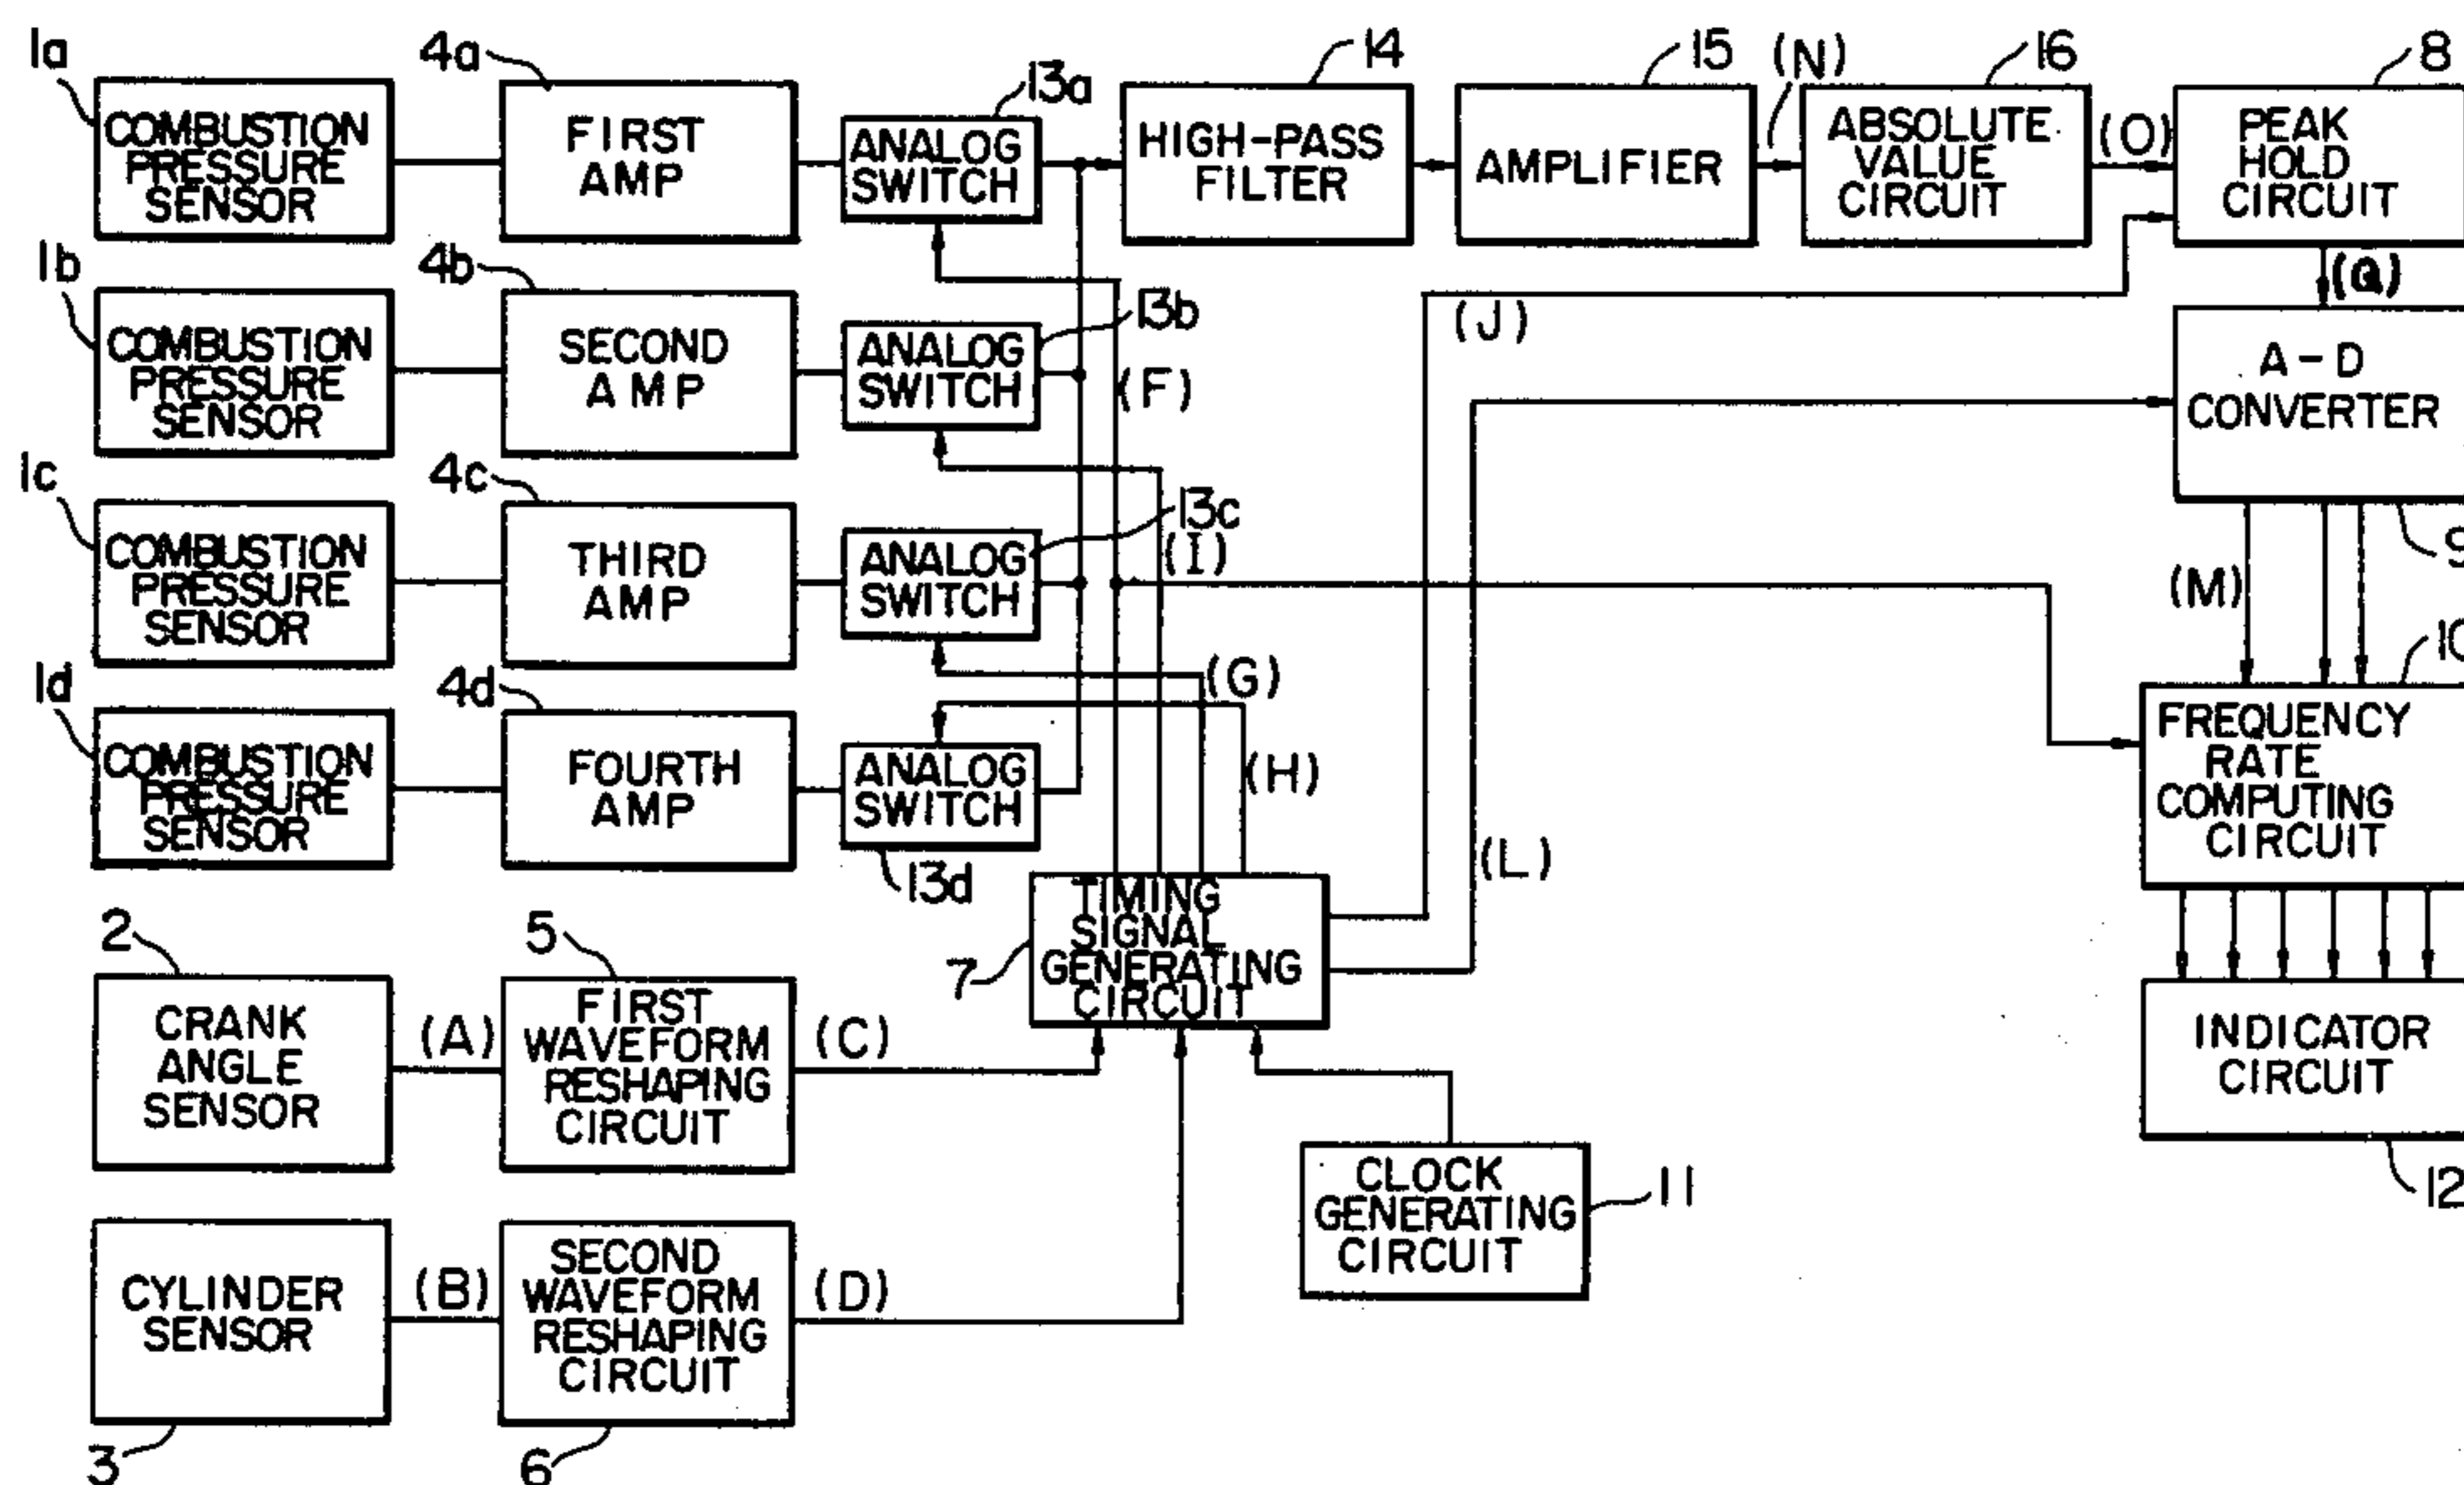 1a
COMBUSTION
PRESSURE
SENSOR
4a
FIRST
AMP
13a
ANALOG
SWITCH
14
HIGH-PASS
FILTER
15
AMPLIFIER
(N)
16
ABSOLUTE
VALUE
CIRCUIT
(O)
8
PEAK
HOLD
CIRCUIT
1b
COMBUSTION
PRESSURE
SENSOR
4b
SECOND
AMP
13b
ANALOG
SWITCH
(F)
(J)
(Q)
A-D
CONVERTER
9
1c
COMBUSTION
PRESSURE
SENSOR
4c
THIRD
AMP
13c
ANALOG
SWITCH
(I)
(M)
10
1d
COMBUSTION
PRESSURE
SENSOR
4d
FOURTH
AMP
ANALOG
SWITCH
13d
(G)
(H)
(L)
FREQUENCY
RATE
COMPUTING
CIRCUIT
2
CRANK
ANGLE
SENSOR
(A)
5
FIRST
WAVEFORM
RESHAPING
CIRCUIT
(C)
7
TIMING
SIGNAL
GENERATING
CIRCUIT
INDICATOR
CIRCUIT
12
CLOCK
GENERATING
CIRCUIT
11
CYLINDER
SENSOR
3
(B)
SECOND
WAVEFORM
RESHAPING
CIRCUIT
6
(D)